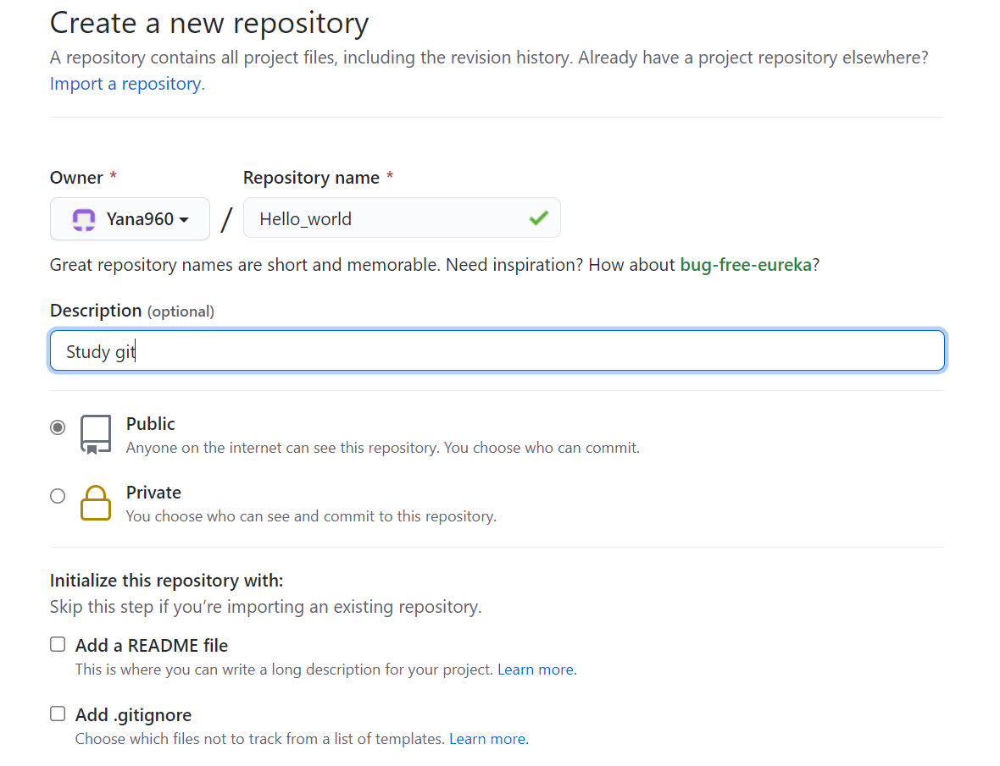 Create a new repository
A repository contains all project files, including the revision history. Already have a project repository elsewhere?
Import a repository.
Owner * Repository name *
Yana960 / Hello_world
Great repository names are short and memorable. Need inspiration? How about bug-free-eureka?
Description (optional)
Study git
Public
Anyone on the internet can see this repository. You choose who can commit.
Private
You choose who can see and commit to this repository.
Initialize this repository with:
Skip this step if you’re importing an existing repository.
Add a README file
This is where you can write a long description for your project. Learn more.
Add .gitignore
Choose which files not to track from a list of templates. Learn more.